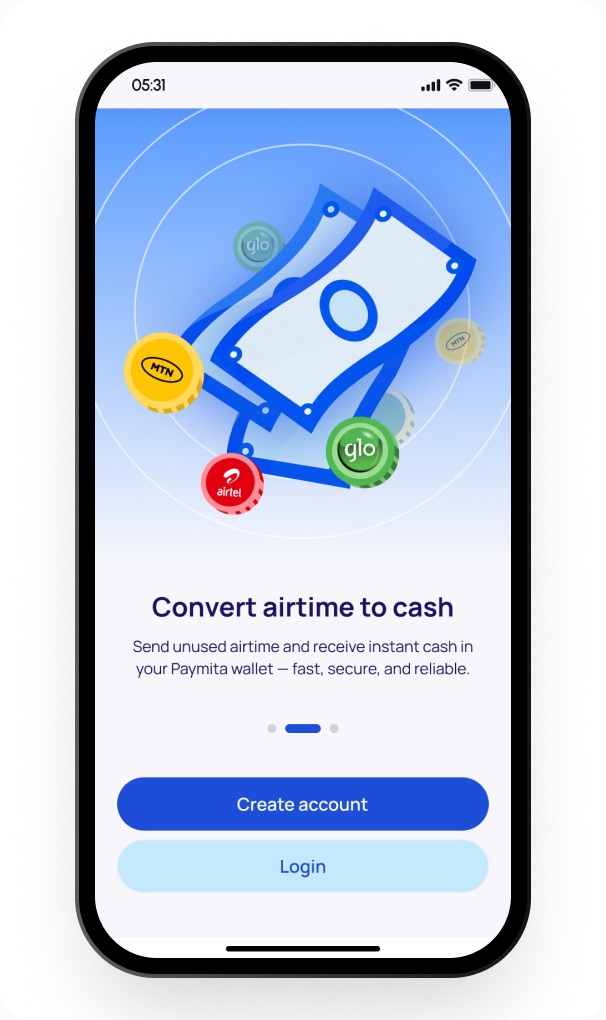 05:31
glo
MTN
MTN
glo
airtel
Convert airtime to cash
Send unused airtime and receive instant cash in
your Paymita wallet — fast, secure, and reliable.
Create account
Login